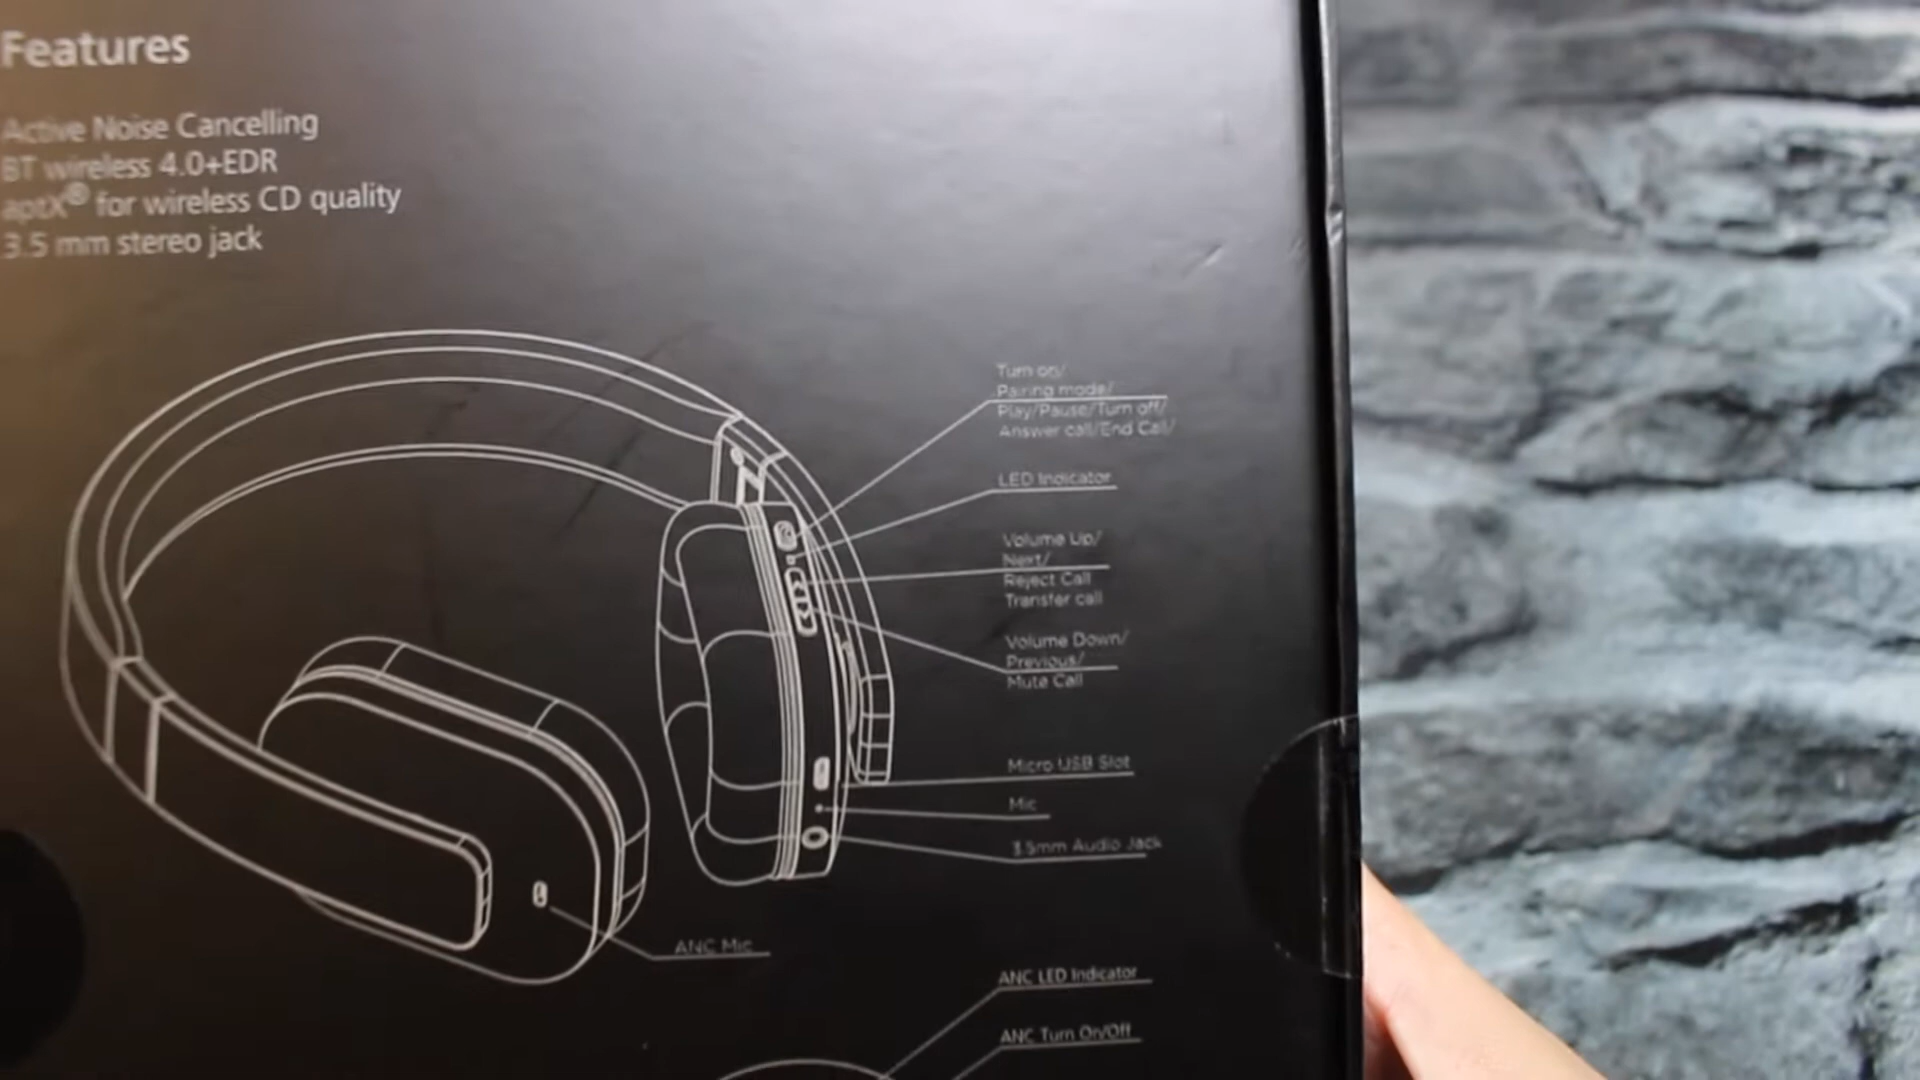 Features
Active Noise Cancelling
BT wireless 4.0+EDR
aptX® for wireless CD quality
3.5 mm stereo jack
Turn on/
Pairing mode/
Play/Pause/Turn off/
Answer call/End Call/
LED Indicator
Volume Up/
Next/
Reject Call
Transfer call
Volume Down/
Previous/
Mute Call
Micro USB Slot
Mic
3.5mm Audio Jack
ANC Mic
ANC LED Indicator
ANC Turn On/Off